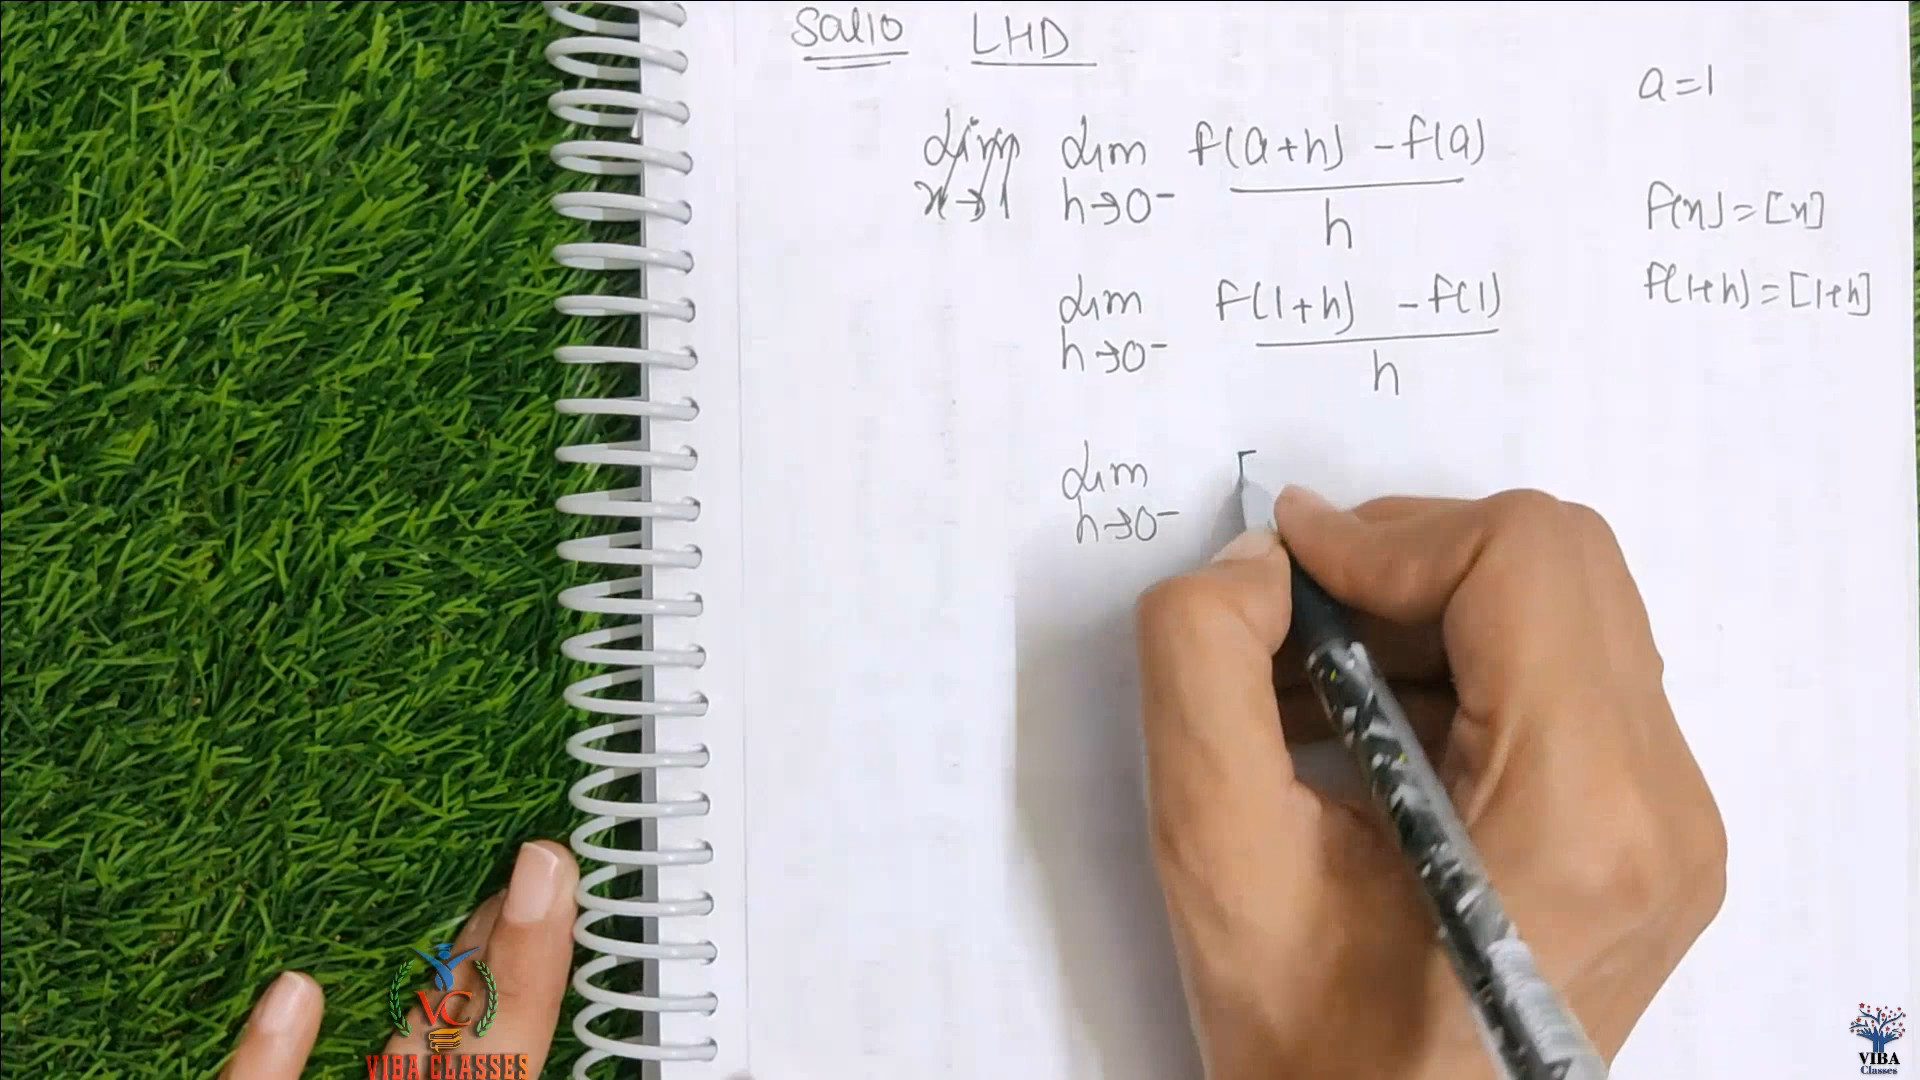 Sol10 LHD
a=1
Lim x→1 Lim h→0⁻ f(a+h) - f(a) / h
f(x) = [x]
f(1+h) = [1+h]
Lim h→0⁻ f(1+h) - f(1) / h
Lim h→0⁻ [
VC
VIBA CLASSES
VIBA
Classes